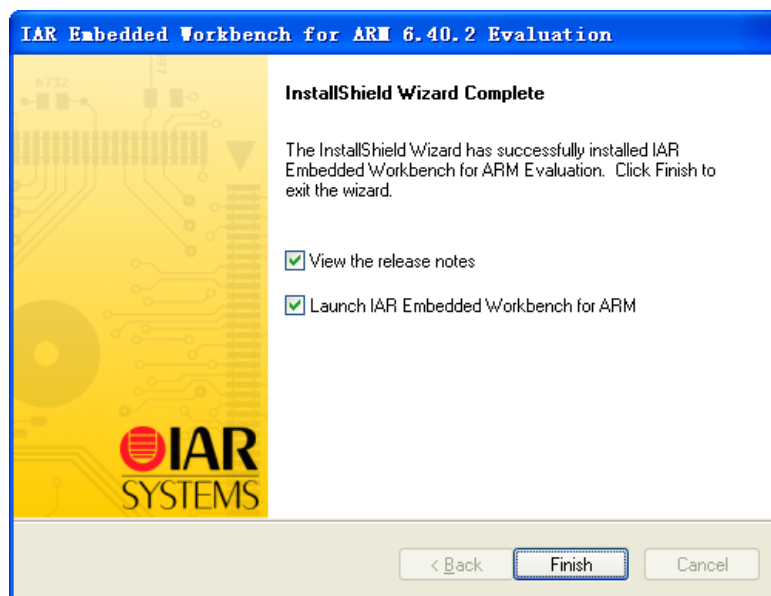 IAR Embedded Workbench for ARM 6.40.2 Evaluation
h752
InstallShield Wizard Complete
The InstallShield Wizard has successfully installed IAR
Embedded Workbench for ARM Evaluation. Click Finish to
exit the wizard.
View the release notes
Launch IAR Embedded Workbench for ARM
IAR
SYSTEMS
< Back
Finish
Cancel